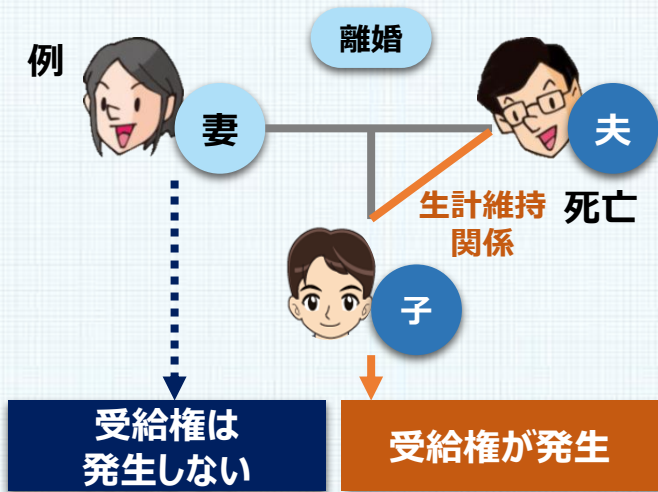 離婚
例
妻
夫
生計維持
関係
死亡
子
受給権は
発生しない
受給権が発生